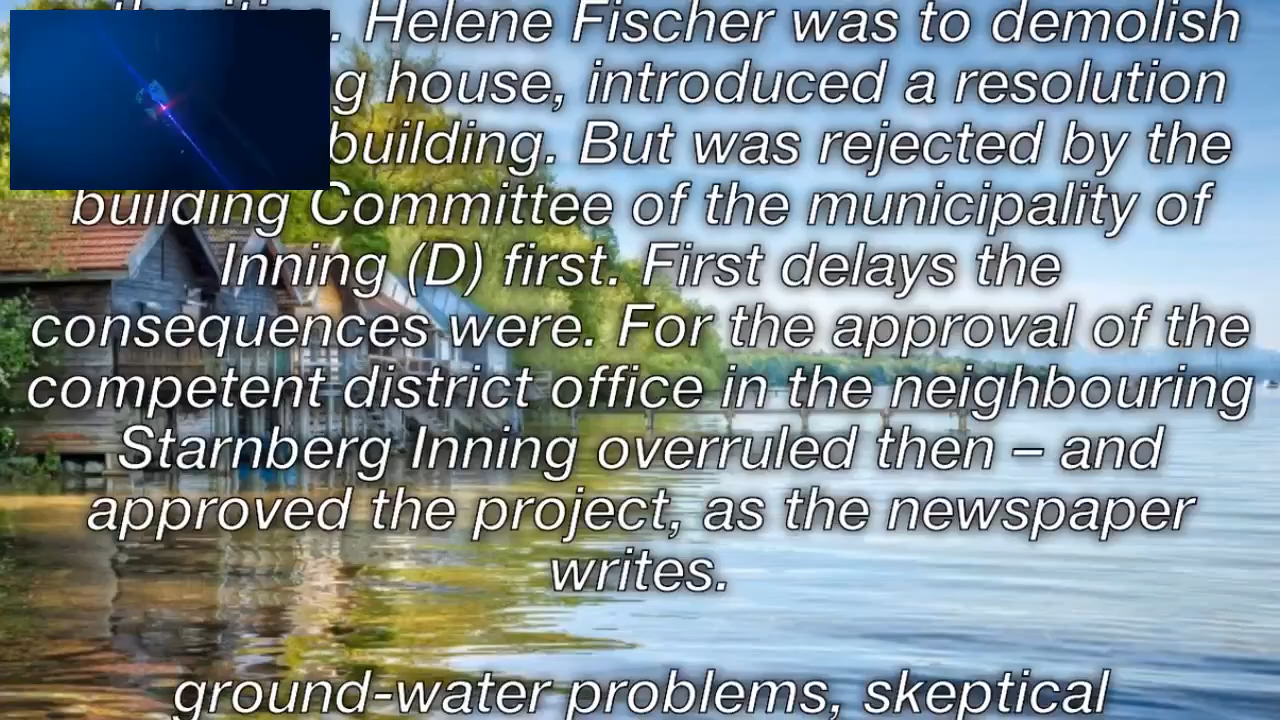 . Helene Fischer was to demolish
g house, introduced a resolution
building. But was rejected by the
building Committee of the municipality of
Inning (D) first. First delays the
consequences were. For the approval of the
competent district office in the neighbouring
Starnberg Inning overruled then – and
approved the project, as the newspaper
writes.
ground-water problems, skeptical